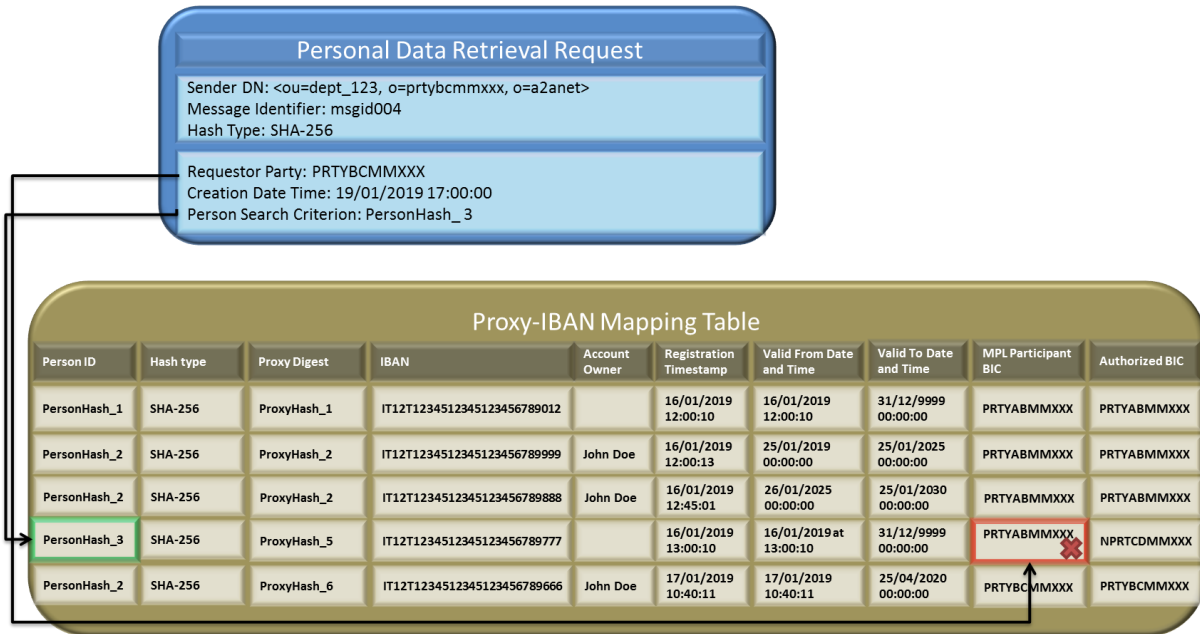 Personal Data Retrieval Request
Sender DN: <ou=dept_123, o=prtybcmmxxx, o=a2anet>
Message Identifier: msgid004
Hash Type: SHA-256
Requestor Party: PRTYBCMMXXX
Creation Date Time: 19/01/2019 17:00:00
Person Search Criterion: PersonHash_ 3
Proxy-IBAN Mapping Table
Person ID Hash type Proxy Digest IBAN Account Owner Registration Timestamp Valid From Date and Time Valid To Date and Time MPL Participant BIC Authorized BIC
PersonHash_1 SHA-256 ProxyHash_1 IT12T1234512345123456789012 16/01/2019 12:00:10 16/01/2019 12:00:10 31/12/9999 00:00:00 PRTYABMMXXX PRTYABMMXXX
PersonHash_2 SHA-256 ProxyHash_2 IT12T1234512345123456789999 John Doe 16/01/2019 12:00:13 25/01/2019 00:00:00 25/01/2025 00:00:00 PRTYABMMXXX PRTYABMMXXX
PersonHash_2 SHA-256 ProxyHash_2 IT12T1234512345123456789888 John Doe 16/01/2019 12:45:01 26/01/2025 00:00:00 25/01/2030 00:00:00 PRTYABMMXXX PRTYABMMXXX
PersonHash_3 SHA-256 ProxyHash_5 IT12T1234512345123456789777 16/01/2019 13:00:10 16/01/2019 at 13:00:10 31/12/9999 00:00:00 PRTYABMMXXX NPRTCDMMXXX
PersonHash_2 SHA-256 ProxyHash_6 IT12T1234512345123456789666 John Doe 17/01/2019 10:40:11 17/01/2019 10:40:11 25/04/2020 00:00:00 PRTYBCMMXXX PRTYBCMMXXX